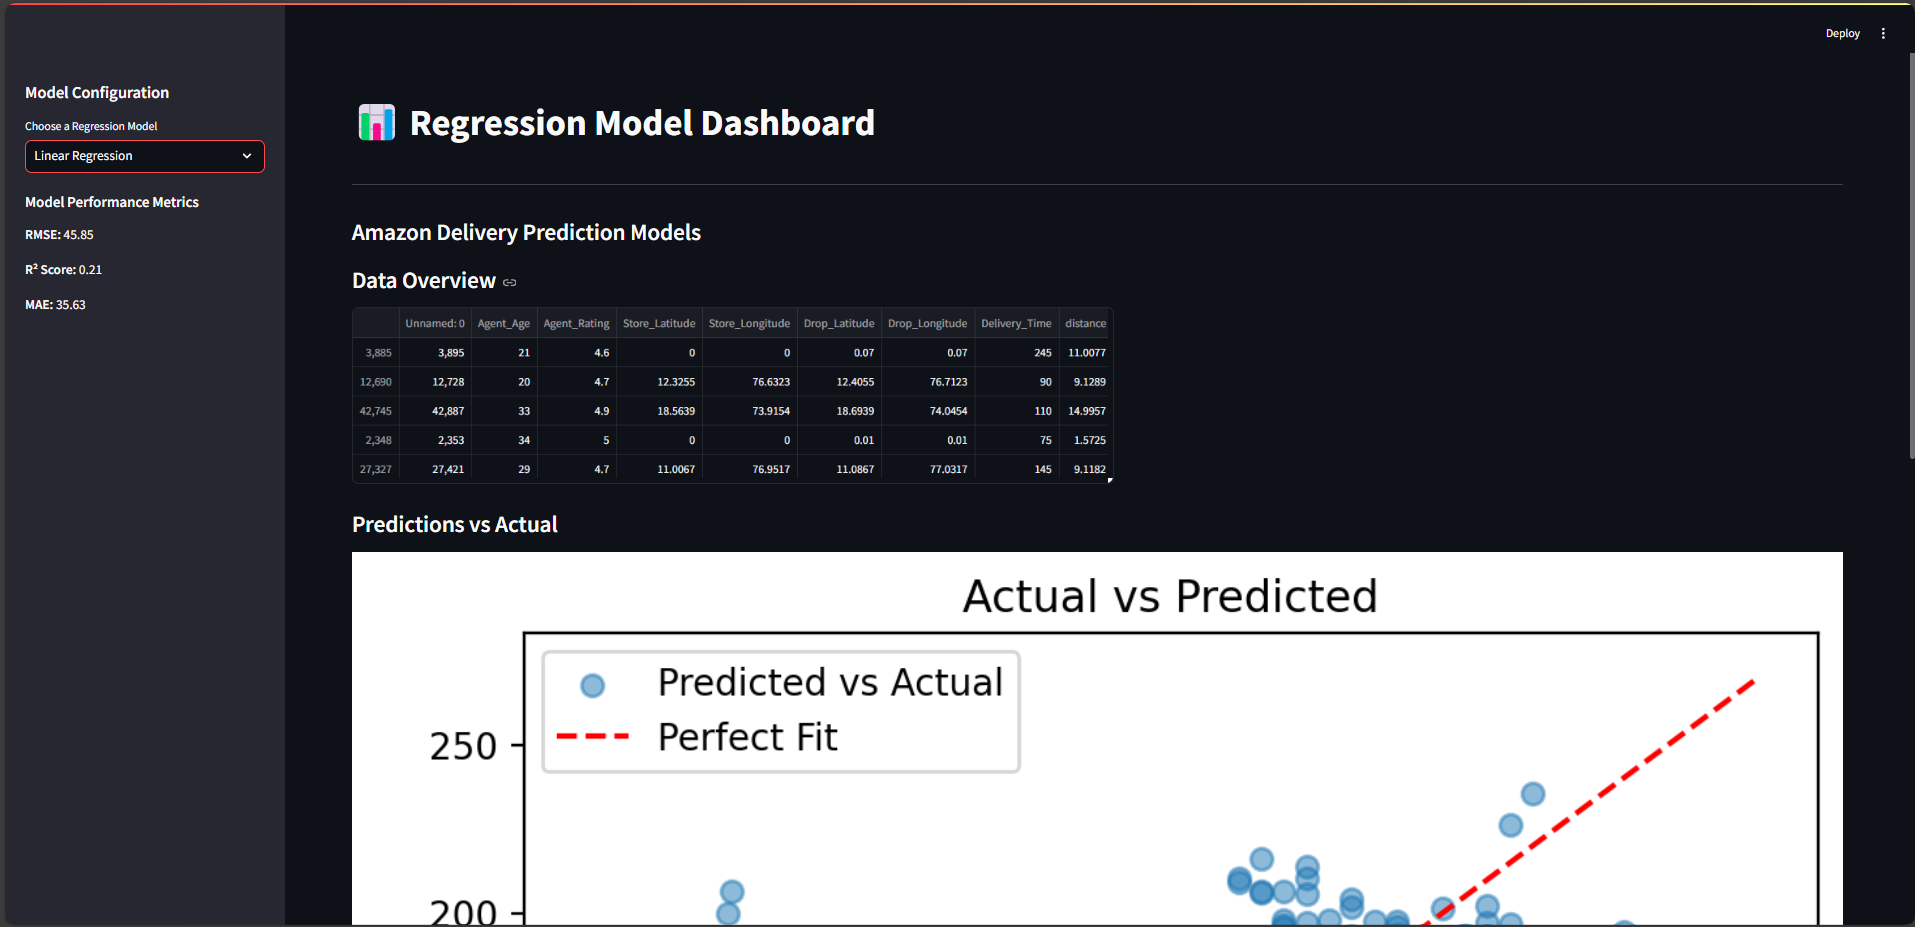 Deploy
Model Configuration
Choose a Regression Model
Linear Regression
Model Performance Metrics
RMSE: 45.85
R² Score: 0.21
MAE: 35.63
Regression Model Dashboard
Amazon Delivery Prediction Models
Data Overview
Unnamed: 0 Agent_Age Agent_Rating Store_Latitude Store_Longitude Drop_Latitude Drop_Longitude Delivery_Time distance
3,885 3,895 21 4.6 0 0 0.07 0.07 245 11.0077
12,690 12,728 20 4.7 12.3255 76.6323 12.4055 76.7123 90 9.1289
42,745 42,887 33 4.9 18.5639 73.9154 18.6939 74.0454 110 14.9957
2,348 2,353 34 5 0 0 0.01 0.01 75 1.5725
27,327 27,421 29 4.7 11.0067 76.9517 11.0867 77.0317 145 9.1182
Predictions vs Actual
Actual vs Predicted
Predicted vs Actual
Perfect Fit
250
200